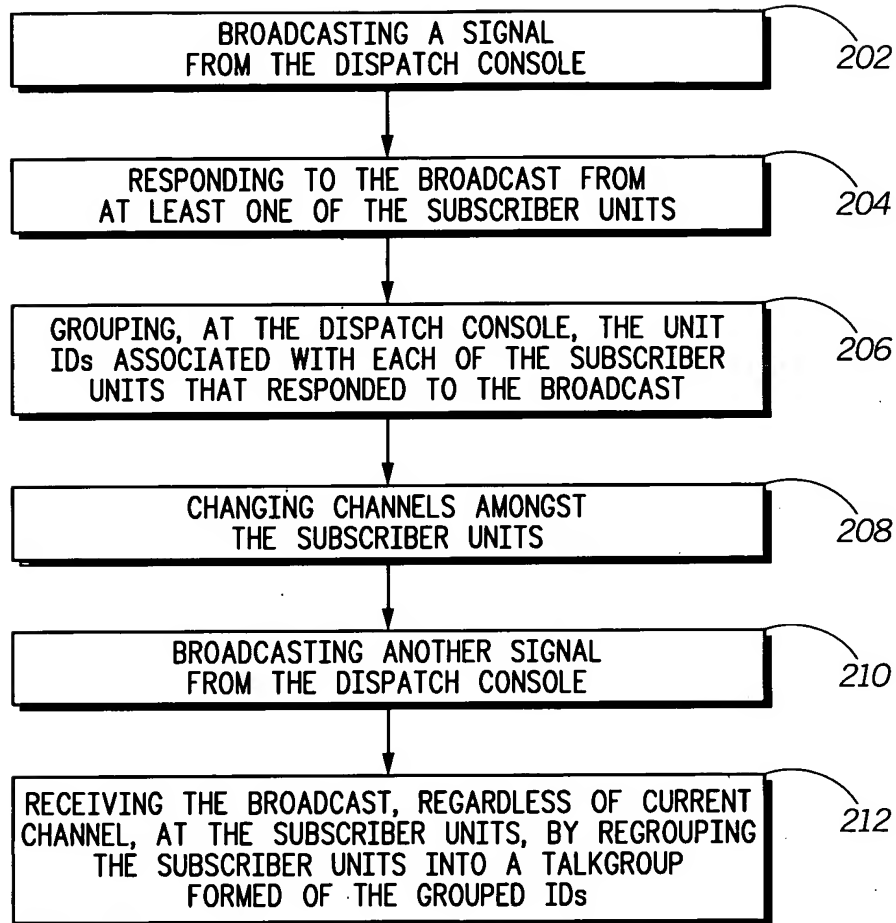 BROADCASTING A SIGNAL
FROM THE DISPATCH CONSOLE
202
RESPONDING TO THE BROADCAST FROM
AT LEAST ONE OF THE SUBSCRIBER UNITS
204
GROUPING, AT THE DISPATCH CONSOLE, THE UNIT
IDs ASSOCIATED WITH EACH OF THE SUBSCRIBER
UNITS THAT RESPONDED TO THE BROADCAST
206
CHANGING CHANNELS AMONGST
THE SUBSCRIBER UNITS
208
BROADCASTING ANOTHER SIGNAL
FROM THE DISPATCH CONSOLE
210
RECEIVING THE BROADCAST, REGARDLESS OF CURRENT
CHANNEL, AT THE SUBSCRIBER UNITS, BY REGROUPING
THE SUBSCRIBER UNITS INTO A TALKGROUP
FORMED OF THE GROUPED IDs
212